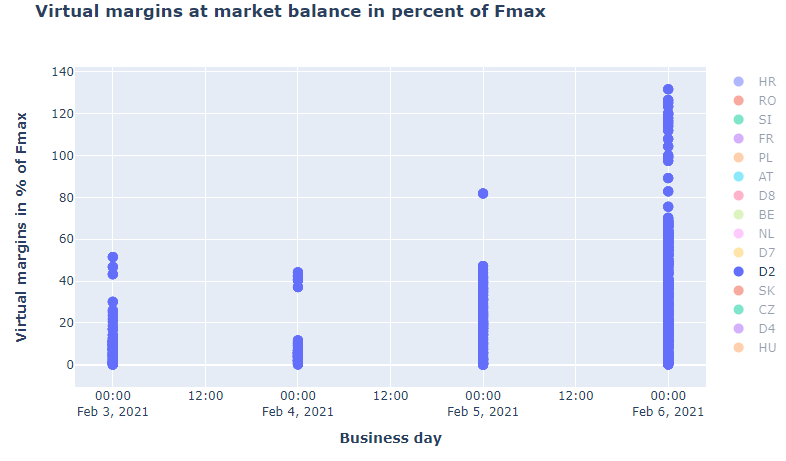 Virtual margins at market balance in percent of Fmax
Virtual margins in % of Fmax
140
120
100
80
60
40
20
0
00:00
Feb 3, 2021
12:00
00:00
Feb 4, 2021
12:00
00:00
Feb 5, 2021
12:00
00:00
Feb 6, 2021
Business day
HR
RO
SI
FR
PL
AT
D8
BE
NL
D7
D2
SK
CZ
D4
HU